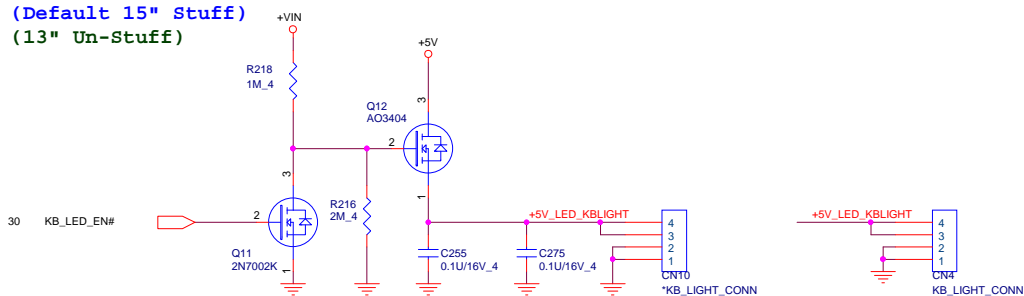 (Default 15" Stuff)
(13" Un-Stuff)
+VIN
+5V
R218
1M_4
Q12
AO3404
3
2
1
3
2
1
R216
2M_4
30 KB_LED_EN#
Q11
2N7002K
+5V_LED_KBLIGHT
C255
0.1U/16V_4
C275
0.1U/16V_4
4
3
2
1
CN10
*KB_LIGHT_CONN
+5V_LED_KBLIGHT
4
3
2
1
CN4
KB_LIGHT_CONN